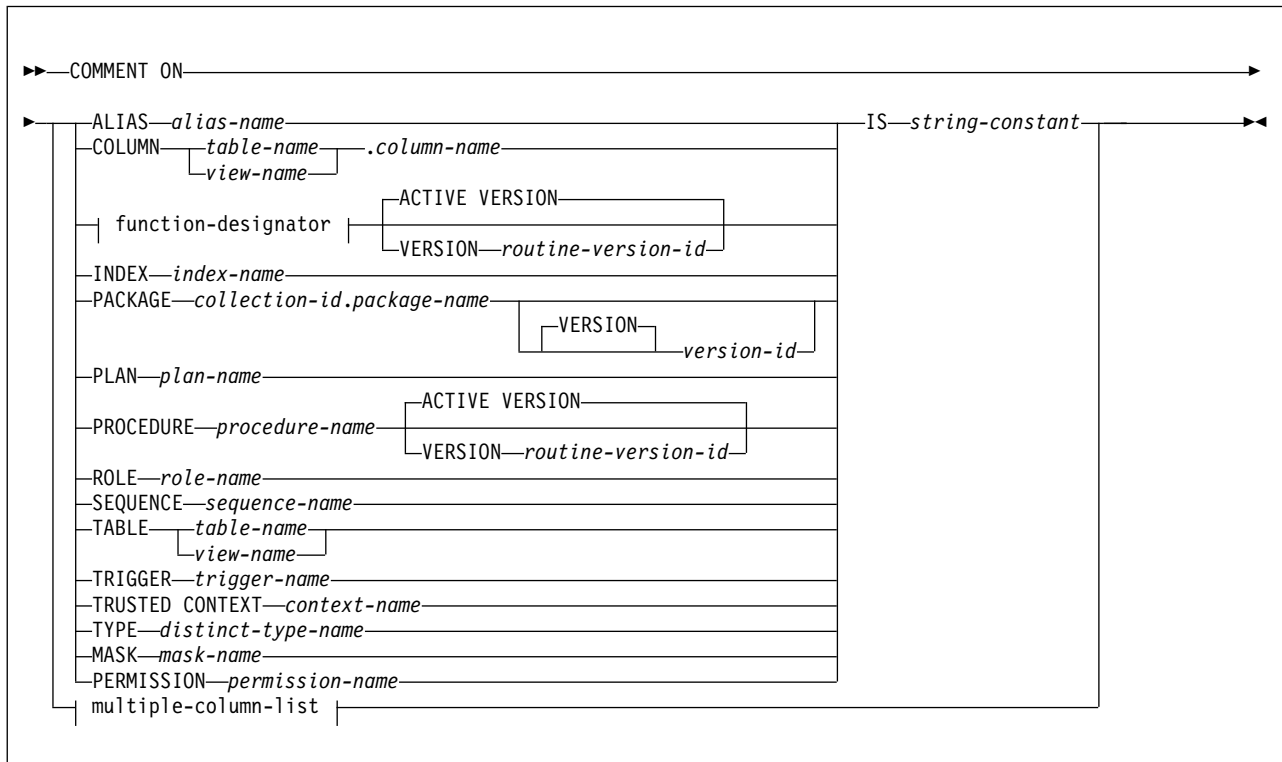 COMMENT ON
ALIAS alias-name IS string-constant
COLUMN table-name .column-name
view-name
ACTIVE VERSION
function-designator
VERSION routine-version-id
INDEX index-name
PACKAGE collection-id.package-name
VERSION
version-id
PLAN plan-name
ACTIVE VERSION
PROCEDURE procedure-name
VERSION routine-version-id
ROLE role-name
SEQUENCE sequence-name
TABLE table-name
view-name
TRIGGER trigger-name
TRUSTED CONTEXT context-name
TYPE distinct-type-name
MASK mask-name
PERMISSION permission-name
multiple-column-list